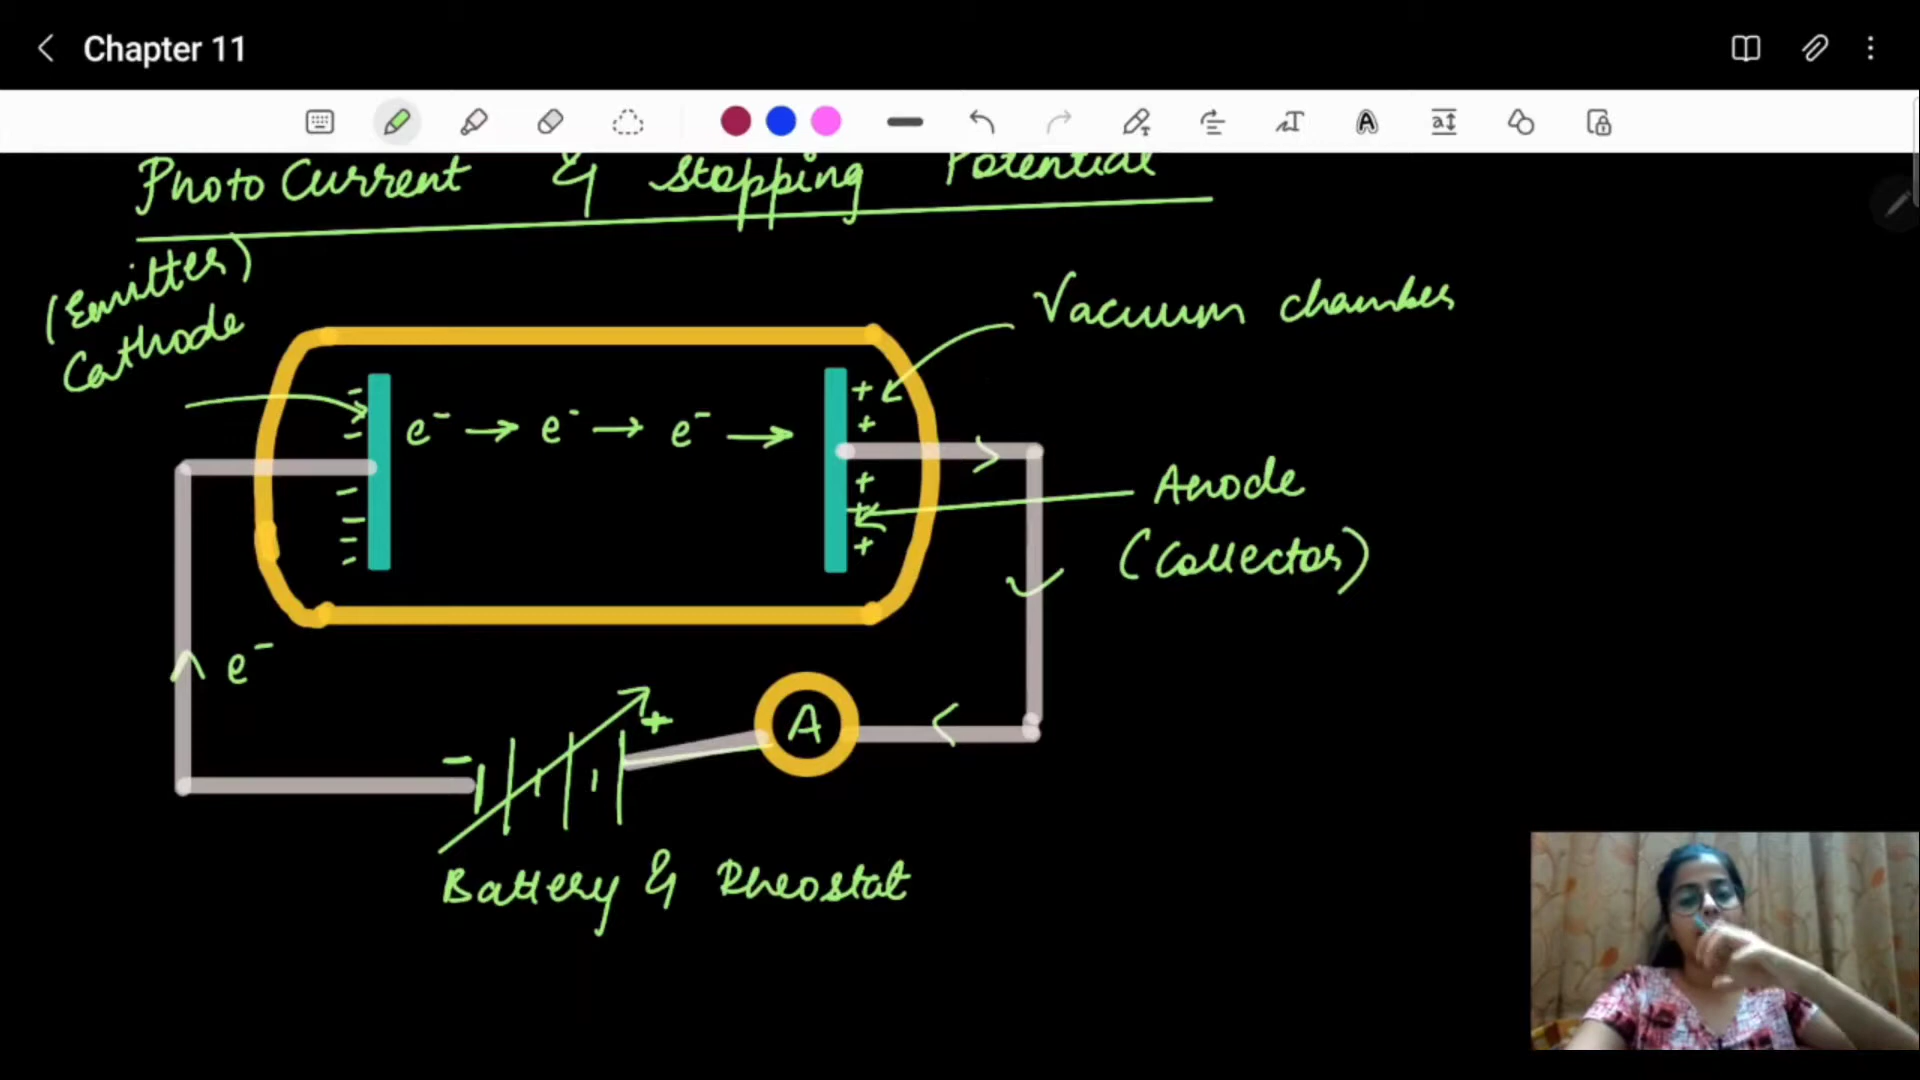 Chapter 11
Photo Current & Stopping Potential
(Emitter)
Cathode
Vacuum chamber
e⁻ → e⁻ → e⁻ →
Anode
(Collector)
e⁻
A
- +
Battery & Rheostat